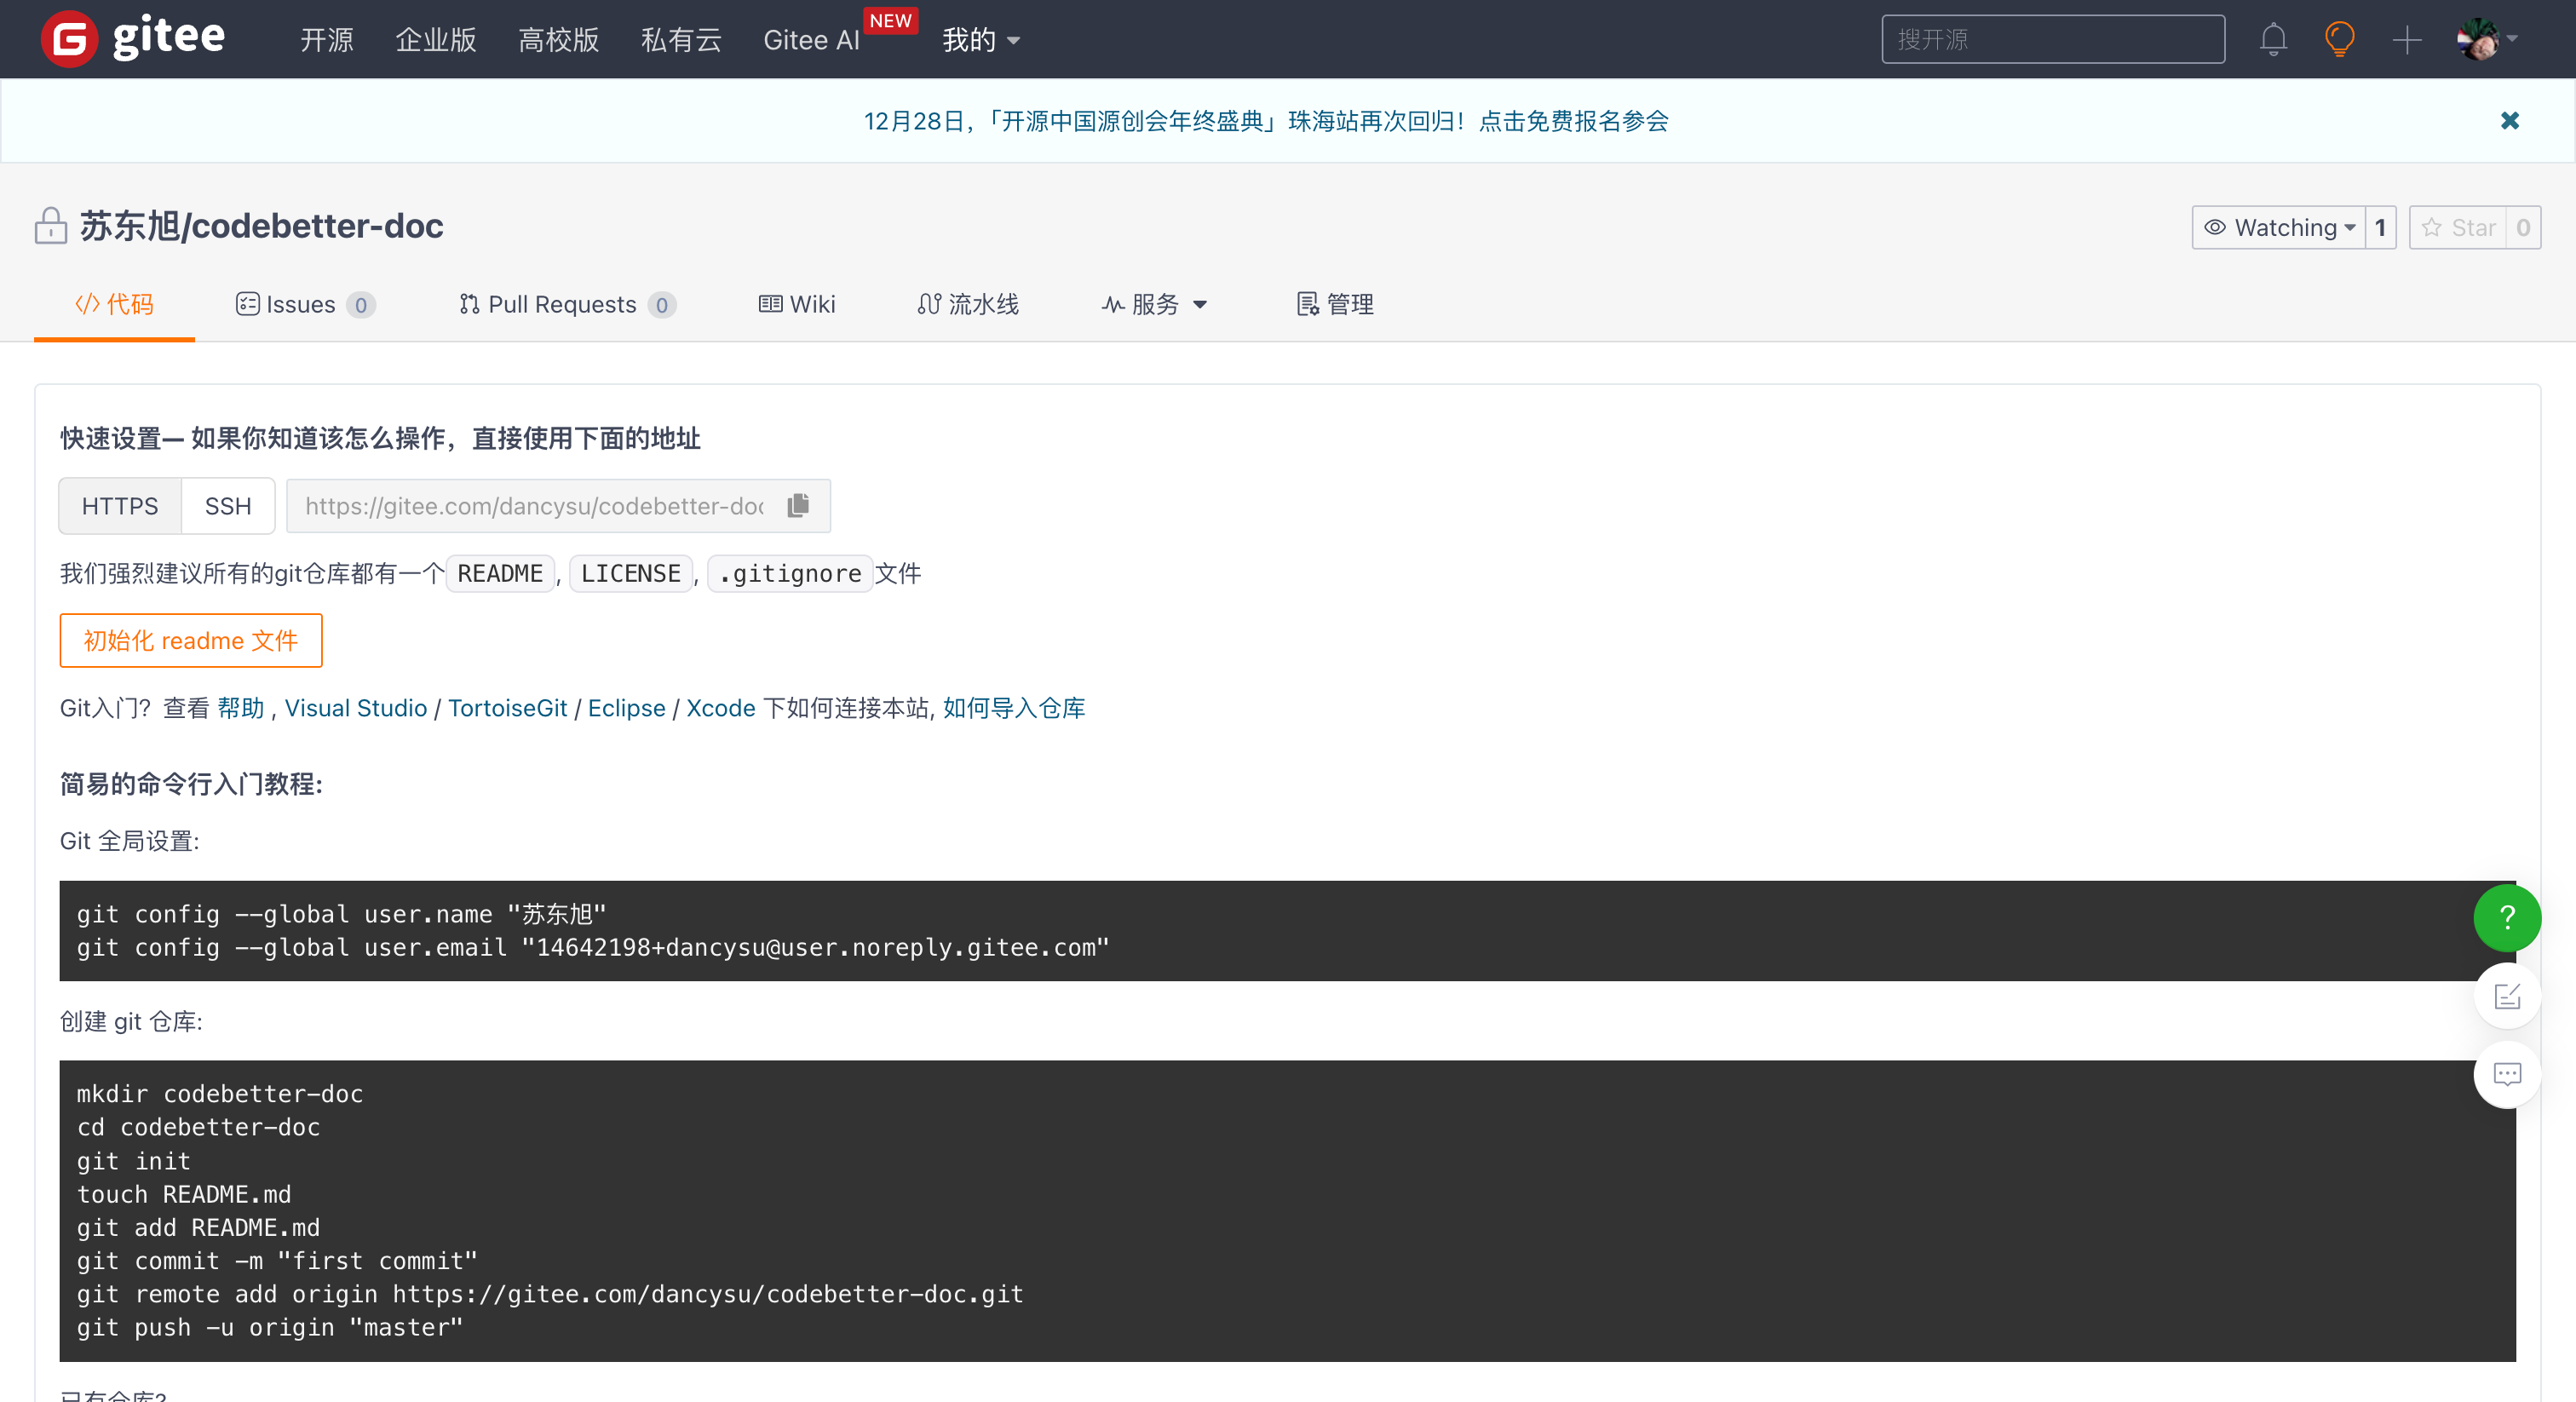 gitee 开源 企业版 高校版 私有云 Gitee AI NEW 我的 搜开源
12月28日，「开源中国源创会年终盛典」珠海站再次回归！点击免费报名参会
苏东旭/codebetter-doc Watching 1 Star 0
代码 Issues 0 Pull Requests 0 Wiki 流水线 服务 管理
快速设置— 如果你知道该怎么操作，直接使用下面的地址
HTTPS SSH https://gitee.com/dancysu/codebetter-doc
我们强烈建议所有的git仓库都有一个 README , LICENSE , .gitignore 文件
初始化 readme 文件
Git入门？查看 帮助 , Visual Studio / TortoiseGit / Eclipse / Xcode 下如何连接本站, 如何导入仓库
简易的命令行入门教程:
Git 全局设置:
git config --global user.name "苏东旭"
git config --global user.email "14642198+dancysu@user.noreply.gitee.com"
?
创建 git 仓库:
mkdir codebetter-doc
cd codebetter-doc
git init
touch README.md
git add README.md
git commit -m "first commit"
git remote add origin https://gitee.com/dancysu/codebetter-doc.git
git push -u origin "master"
已有仓库?